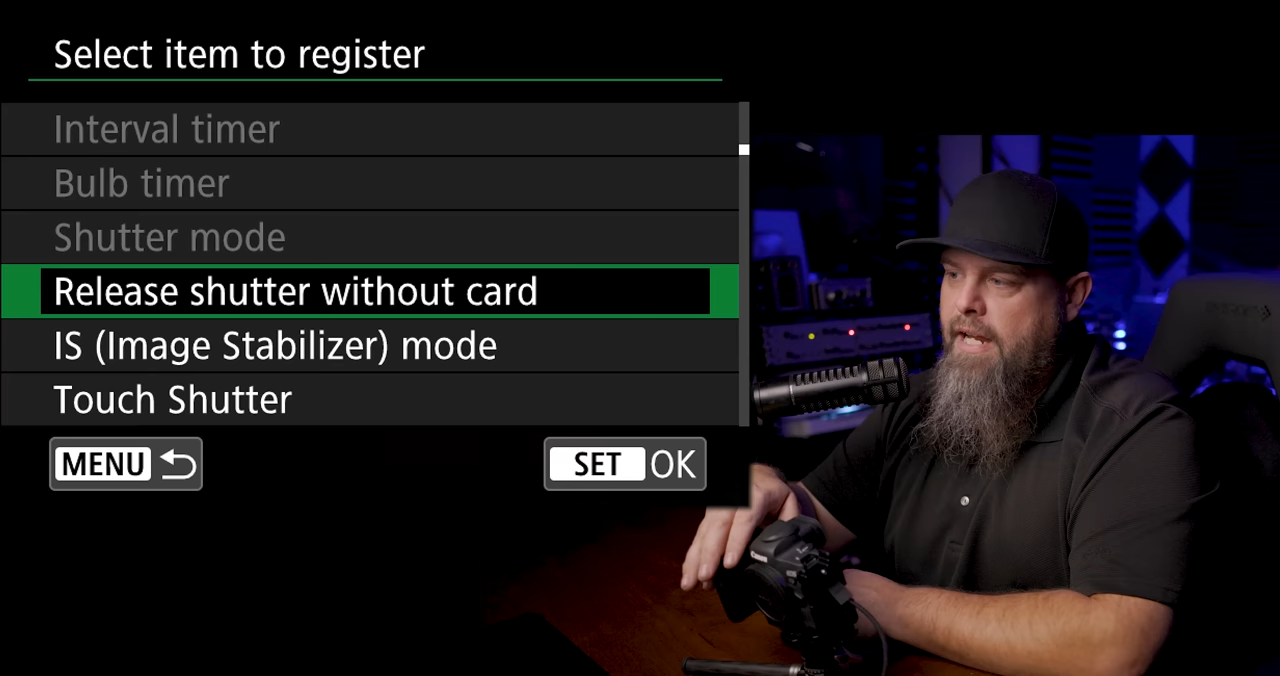 Select item to register
Interval timer
Bulb timer
Shutter mode
Release shutter without card
IS (Image Stabilizer) mode
Touch Shutter
MENU
SET OK
Canon